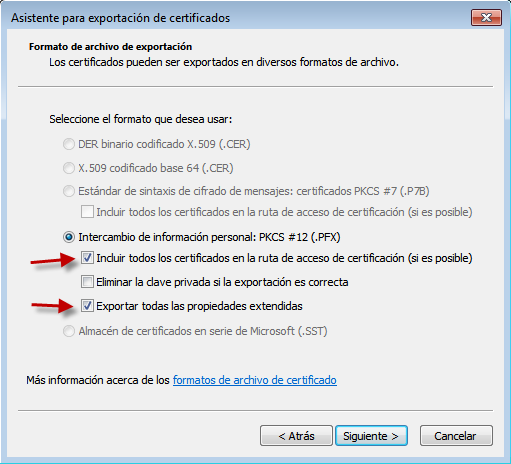 Asistente para exportación de certificados
Formato de archivo de exportación
Los certificados pueden ser exportados en diversos formatos de archivo.
Seleccione el formato que desea usar:
DER binario codificado X.509 (.CER)
X.509 codificado base 64 (.CER)
Estándar de sintaxis de cifrado de mensajes: certificados PKCS #7 (.P7B)
Incluir todos los certificados en la ruta de acceso de certificación (si es posible)
Intercambio de información personal: PKCS #12 (.PFX)
Incluir todos los certificados en la ruta de acceso de certificación (si es posible)
Eliminar la clave privada si la exportación es correcta
Exportar todas las propiedades extendidas
Almacén de certificados en serie de Microsoft (.SST)
Más información acerca de los formatos de archivo de certificado
< Atrás Siguiente > Cancelar